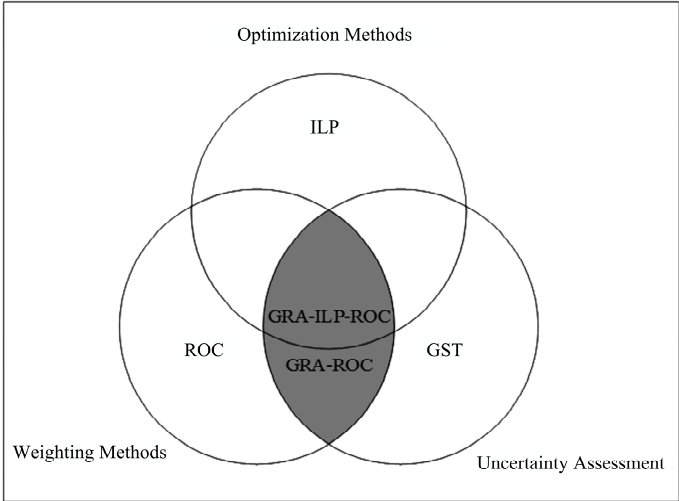 Optimization Methods
ILP
GRA-ILP-ROC
ROC
GST
GRA-ROC
Weighting Methods
Uncertainty Assessment